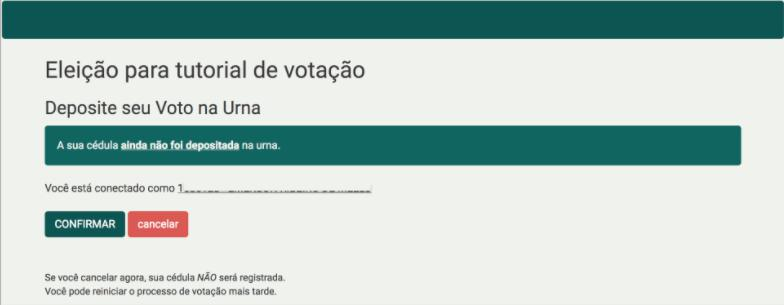 Eleição para tutorial de votação
Deposite seu Voto na Urna
A sua cédula ainda não foi depositada na urna.
Você está conectado como 1
CONFIRMAR cancelar
Se você cancelar agora, sua cédula NÃO será registrada.
Você pode reiniciar o processo de votação mais tarde.